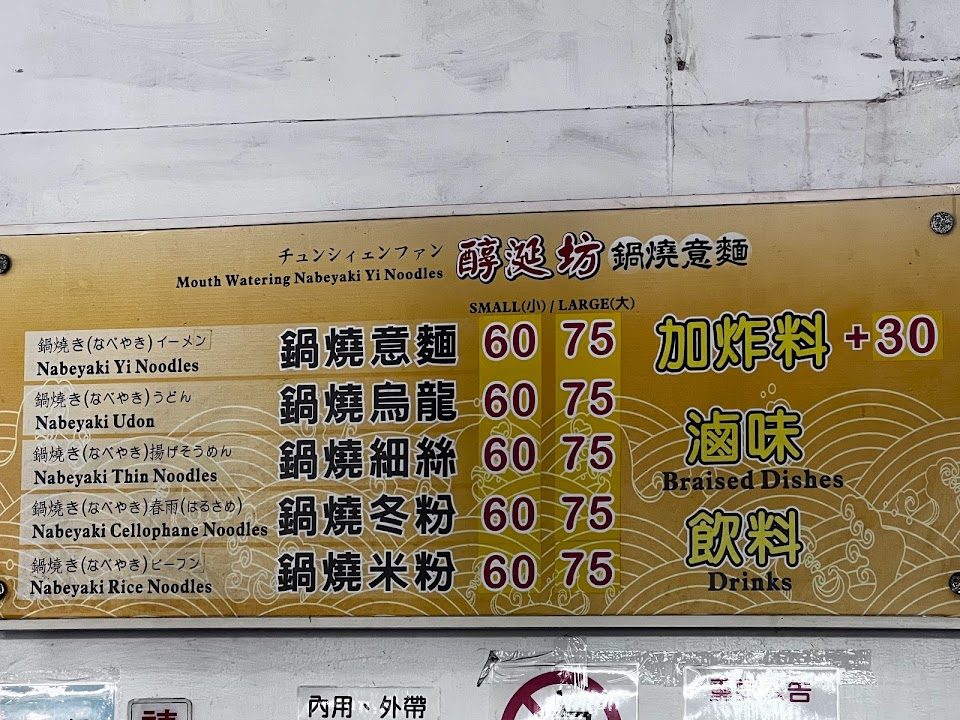 チュンシィェンファン
Mouth Watering Nabeyaki Yi Noodles
醇涎坊 鍋燒意麵
SMALL(小) / LARGE(大)
鍋焼き(なべやき)イーメン
Nabeyaki Yi Noodles
鍋燒意麵 60 75
鍋焼き(なべやき)うどん
Nabeyaki Udon
鍋燒烏龍 60 75
鍋焼き(なべやき)揚げそうめん
Nabeyaki Thin Noodles
鍋燒細絲 60 75
鍋焼き(なべやき)春雨(はるさめ)
Nabeyaki Cellophane Noodles
鍋燒冬粉 60 75
鍋焼き(なべやき)ビーフン
Nabeyaki Rice Noodles
鍋燒米粉 60 75
加炸料 +30
滷味
Braised Dishes
飲料
Drinks
內用、外帶